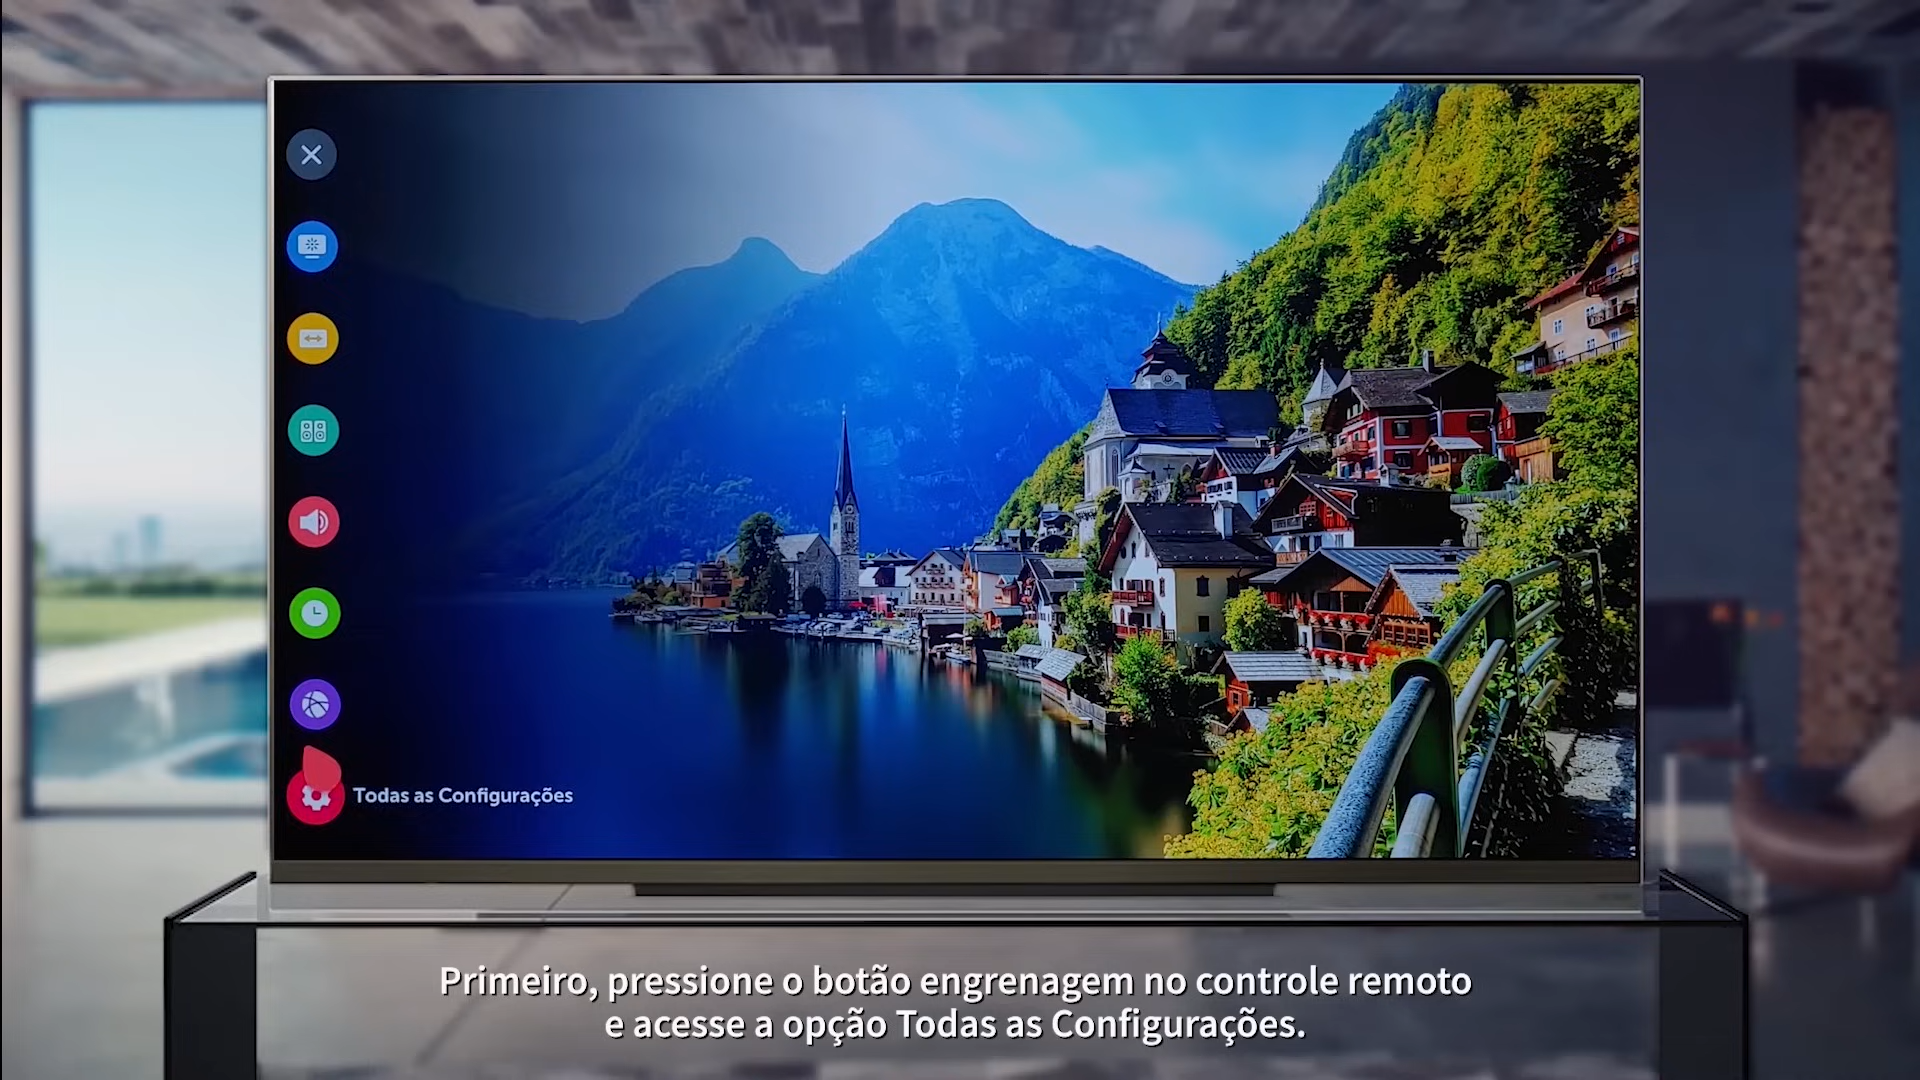 Todas as Configurações
Primeiro, pressione o botão engrenagem no controle remoto
e acesse a opção Todas as Configurações.